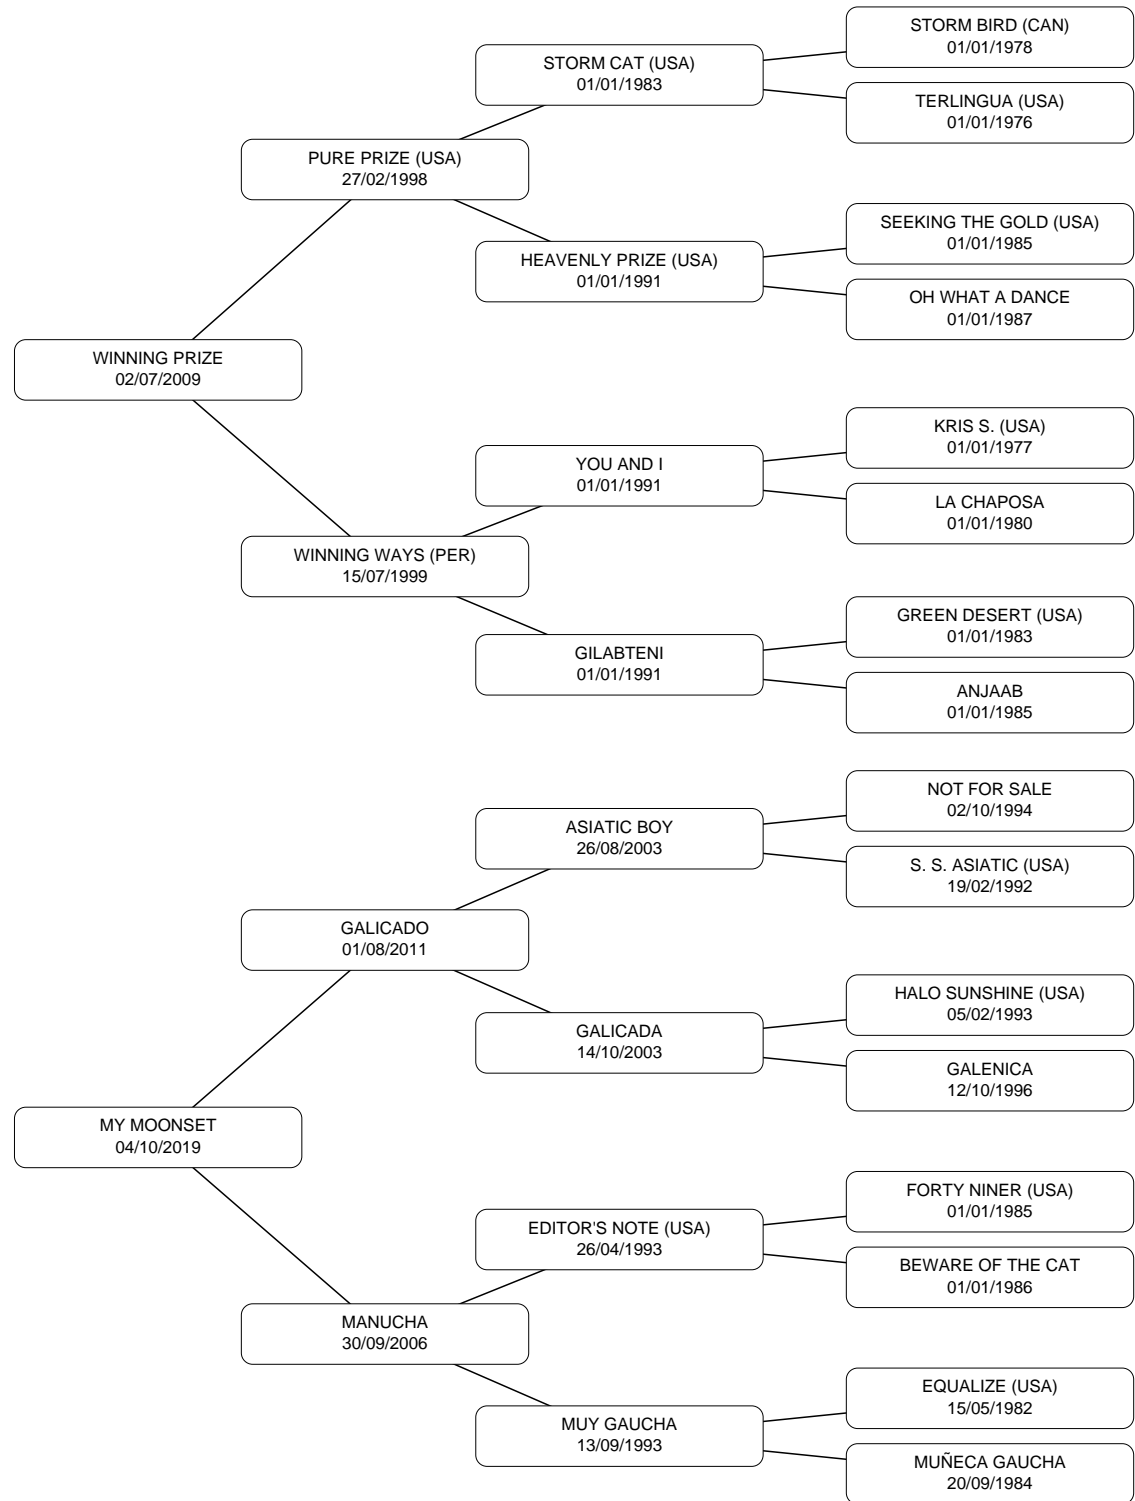 STORM BIRD (CAN)
01/01/1978
STORM CAT (USA)
01/01/1983
TERLINGUA (USA)
01/01/1976
PURE PRIZE (USA)
27/02/1998
SEEKING THE GOLD (USA)
01/01/1985
HEAVENLY PRIZE (USA)
01/01/1991
OH WHAT A DANCE
01/01/1987
WINNING PRIZE
02/07/2009
KRIS S. (USA)
01/01/1977
YOU AND I
01/01/1991
LA CHAPOSA
01/01/1980
WINNING WAYS (PER)
15/07/1999
GREEN DESERT (USA)
01/01/1983
GILABTENI
01/01/1991
ANJAAB
01/01/1985
NOT FOR SALE
02/10/1994
ASIATIC BOY
26/08/2003
S. S. ASIATIC (USA)
19/02/1992
GALICADO
01/08/2011
HALO SUNSHINE (USA)
05/02/1993
GALICADA
14/10/2003
GALENICA
12/10/1996
MY MOONSET
04/10/2019
FORTY NINER (USA)
01/01/1985
EDITOR'S NOTE (USA)
26/04/1993
BEWARE OF THE CAT
01/01/1986
MANUCHA
30/09/2006
EQUALIZE (USA)
15/05/1982
MUY GAUCHA
13/09/1993
MUÑECA GAUCHA
20/09/1984